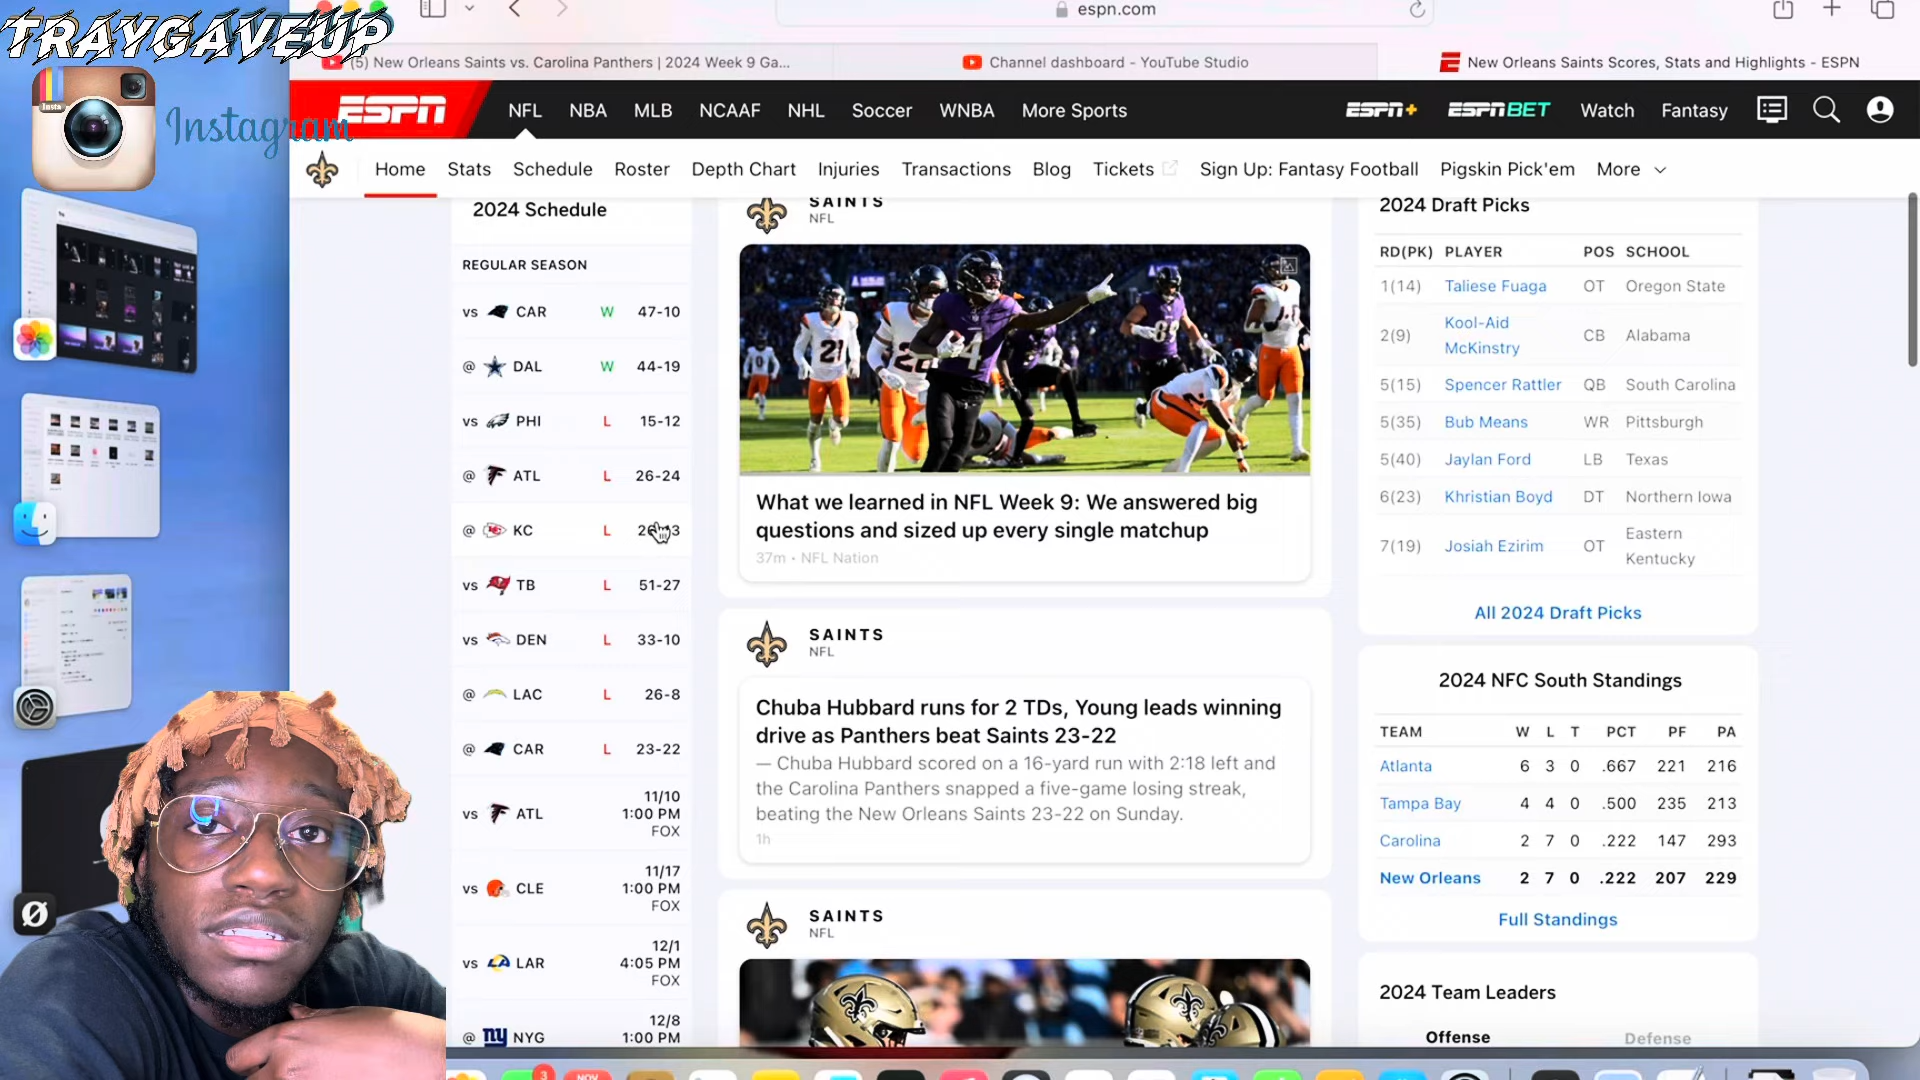 TRAYGAVEUP
Insta
Instagram
espn.com
(5) New Orleans Saints vs. Carolina Panthers | 2024 Week 9 Ga...
Channel dashboard - YouTube Studio
New Orleans Saints Scores, Stats and Highlights - ESPN
ESPN NFL NBA MLB NCAAF NHL Soccer WNBA More Sports ESPN+ ESPN BET Watch Fantasy
Home Stats Schedule Roster Depth Chart Injuries Transactions Blog Tickets Sign Up: Fantasy Football Pigskin Pick'em More
2024 Schedule
REGULAR SEASON
vs CAR W 47-10
@ DAL W 44-19
vs PHI L 15-12
@ ATL L 26-24
@ KC L
vs TB L 51-27
vs DEN L 33-10
@ LAC L 26-8
@ CAR L 23-22
vs ATL 11/10
1:00 PM
FOX
vs CLE 11/17
1:00 PM
FOX
vs LAR 12/1
4:05 PM
FOX
@ NYG 12/8
1:00 PM
SAINTS
NFL
What we learned in NFL Week 9: We answered big
questions and sized up every single matchup
37m • NFL Nation
SAINTS
NFL
Chuba Hubbard runs for 2 TDs, Young leads winning
drive as Panthers beat Saints 23-22
— Chuba Hubbard scored on a 16-yard run with 2:18 left and
the Carolina Panthers snapped a five-game losing streak,
beating the New Orleans Saints 23-22 on Sunday.
1h
SAINTS
NFL
2024 Draft Picks
RD(PK) PLAYER POS SCHOOL
1(14) Taliese Fuaga OT Oregon State
2(9) Kool-Aid
McKinstry CB Alabama
5(15) Spencer Rattler QB South Carolina
5(35) Bub Means WR Pittsburgh
5(40) Jaylan Ford LB Texas
6(23) Khristian Boyd DT Northern Iowa
7(19) Josiah Ezirim OT Eastern
Kentucky
All 2024 Draft Picks
2024 NFC South Standings
TEAM W L T PCT PF PA
Atlanta 6 3 0 .667 221 216
Tampa Bay 4 4 0 .500 235 213
Carolina 2 7 0 .222 147 293
New Orleans 2 7 0 .222 207 229
Full Standings
2024 Team Leaders
Offense Defense
3
NOV